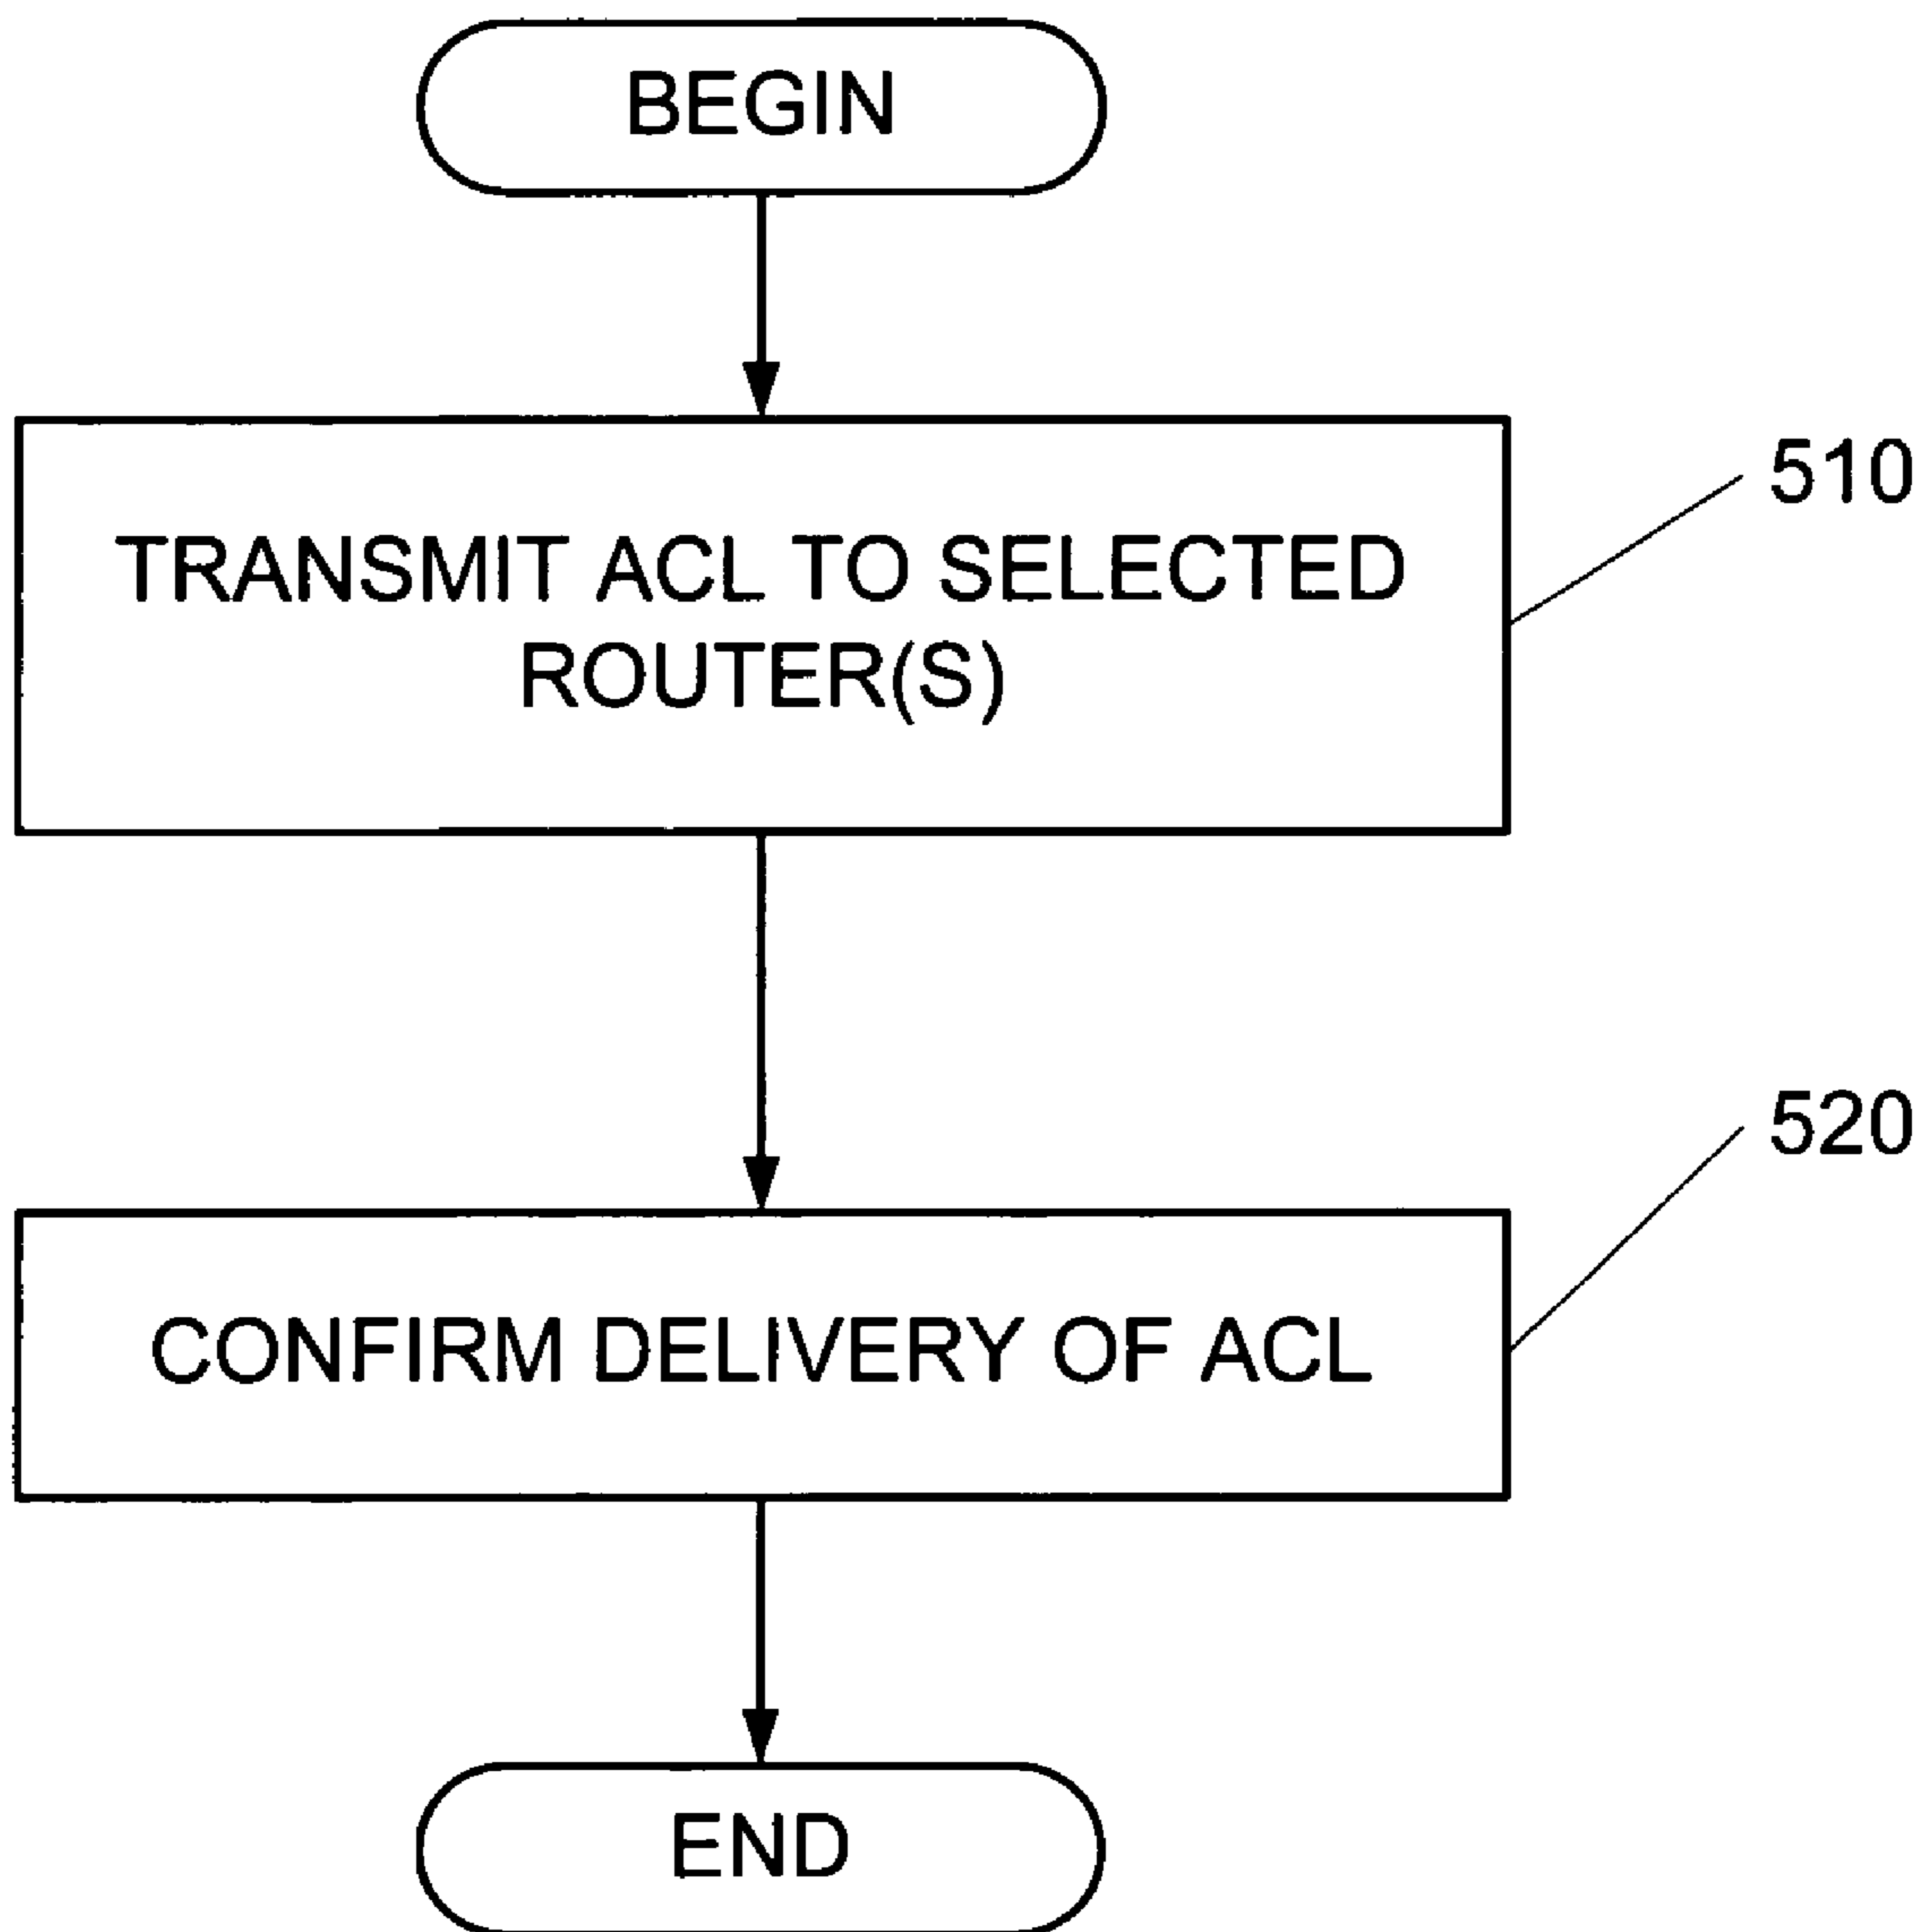 BEGIN
510
TRANSMIT ACL TO SELECTED
ROUTER(S)
520
CONFIRM DELIVERY OF ACL
END